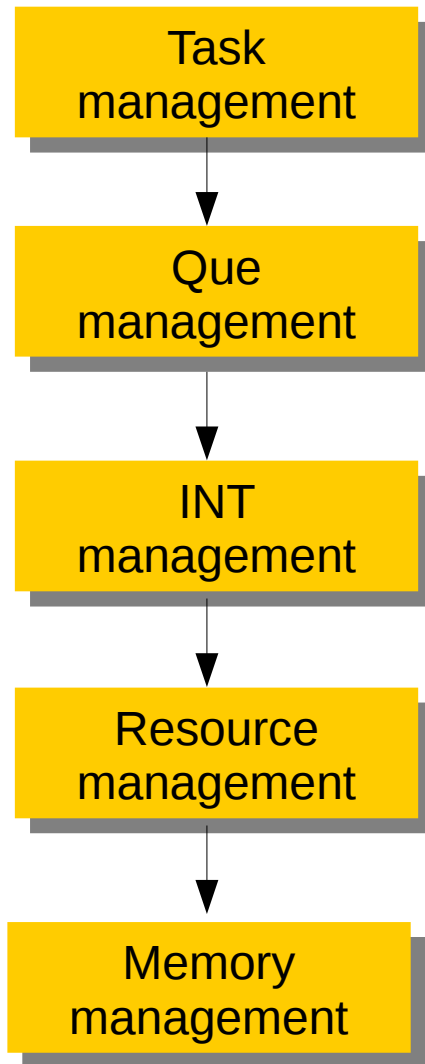 Task
management
Que
management
INT
management
Resource
management
Memory
management